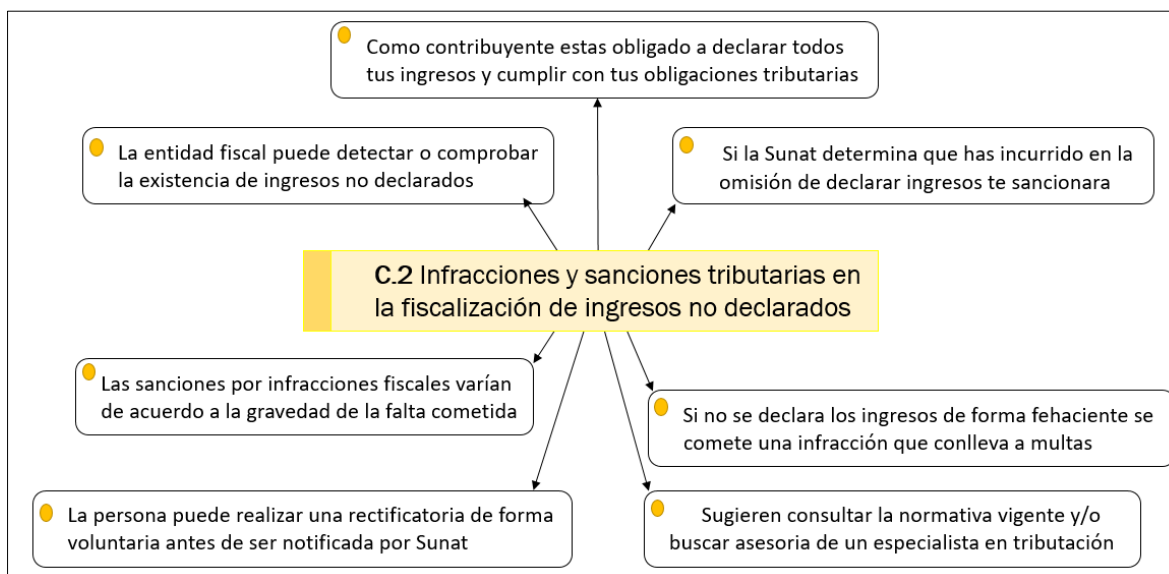 Como contribuyente estas obligado a declarar todos
tus ingresos y cumplir con tus obligaciones tributarias
La entidad fiscal puede detectar o comprobar
la existencia de ingresos no declarados
Si la Sunat determina que has incurrido en la
omisión de declarar ingresos te sancionara
C.2 Infracciones y sanciones tributarias en
la fiscalización de ingresos no declarados
Las sanciones por infracciones fiscales varían
de acuerdo a la gravedad de la falta cometida
Si no se declara los ingresos de forma fehaciente se
comete una infracción que conlleva a multas
La persona puede realizar una rectificatoria de forma
voluntaria antes de ser notificada por Sunat
Sugieren consultar la normativa vigente y/o
buscar asesoria de un especialista en tributación